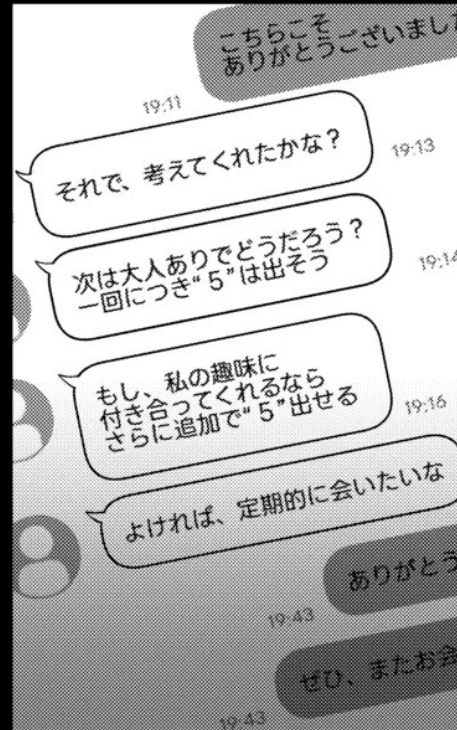 こちらこそ
ありがとうございまし
19:11
それで、考えてくれたかな？
19:13
次は大人ありでどうだろう？
一回につき“５”は出そう
19:14
もし、私の趣味に
付き合ってくれるなら
さらに追加で“５”出せる
19:16
よければ、定期的に会いたいな
ありがとう
19:43
ぜひ、またお会
19:43